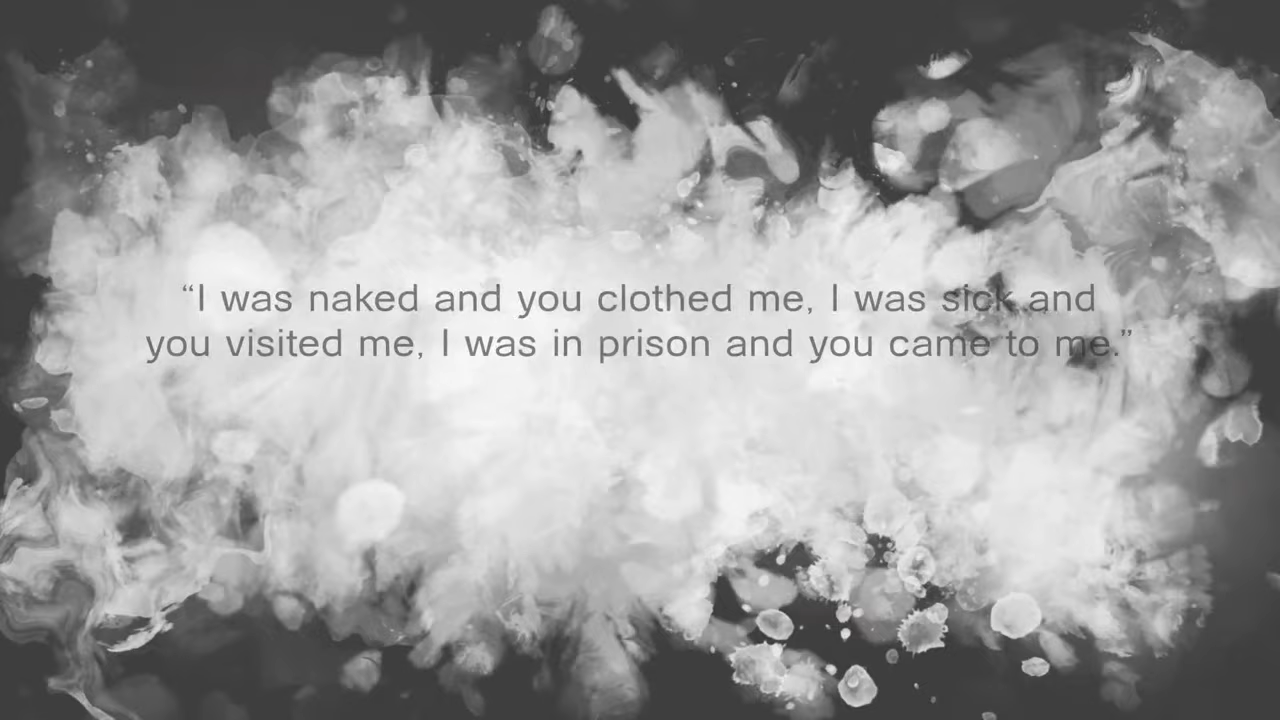 “I was naked and you clothed me, I was sick and
you visited me, I was in prison and you came to me.”